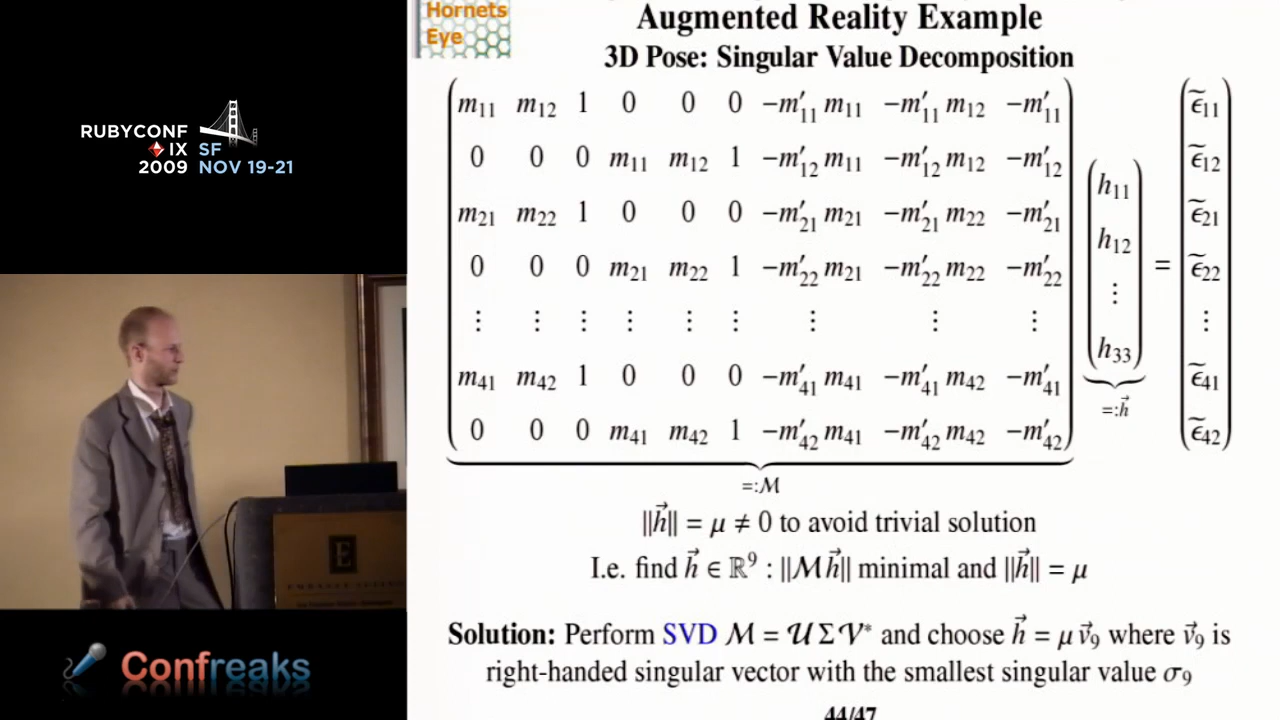 RUBYCONF
IX SF
2009 NOV 19-21
Confreaks
Hornets
Eye
Augmented Reality Example
3D Pose: Singular Value Decomposition
m₁₁ m₁₂ 1 0 0 0 −m′₁₁ m₁₁ −m′₁₁ m₁₂ −m′₁₁ ϵ̃₁₁
0 0 0 m₁₁ m₁₂ 1 −m′₁₂ m₁₁ −m′₁₂ m₁₂ −m′₁₂ h₁₁ ϵ̃₁₂
m₂₁ m₂₂ 1 0 0 0 −m′₂₁ m₂₁ −m′₂₁ m₂₂ −m′₂₁ h₁₂ ϵ̃₂₁
0 0 0 m₂₁ m₂₂ 1 −m′₂₂ m₂₁ −m′₂₂ m₂₂ −m′₂₂ ⋮ = ϵ̃₂₂
⋮ ⋮ ⋮ ⋮ ⋮ ⋮ ⋮ ⋮ ⋮ h₃₃ ⋮
m₄₁ m₄₂ 1 0 0 0 −m′₄₁ m₄₁ −m′₄₁ m₄₂ −m′₄₁ =:h⃗ ϵ̃₄₁
0 0 0 m₄₁ m₄₂ 1 −m′₄₂ m₄₁ −m′₄₂ m₄₂ −m′₄₂ ϵ̃₄₂
=:ℳ
||h⃗|| = μ ≠ 0 to avoid trivial solution
I.e. find h⃗ ∈ ℝ⁹ : ||ℳh⃗|| minimal and ||h⃗|| = μ
Solution: Perform SVD ℳ = 𝒰Σ𝒱* and choose h⃗ = μ v⃗₉ where v⃗₉ is
right-handed singular vector with the smallest singular value σ₉
44/47